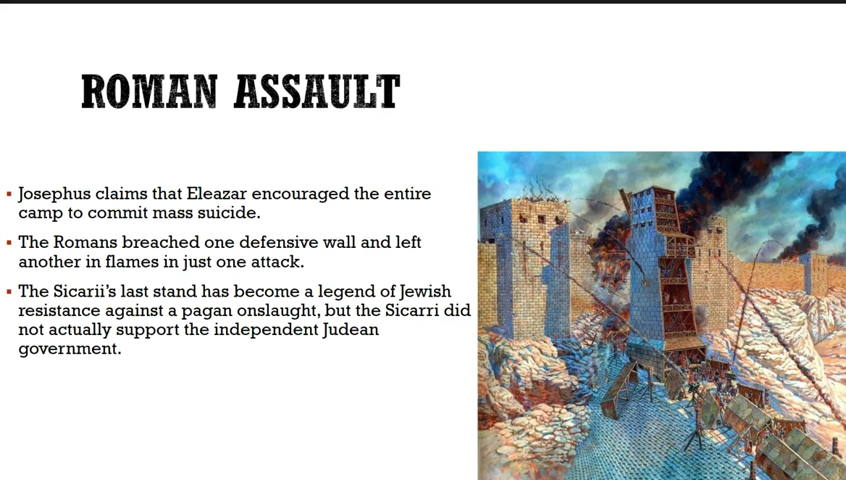 ROMAN ASSAULT
▪ Josephus claims that Eleazar encouraged the entire
camp to commit mass suicide.
▪ The Romans breached one defensive wall and left
another in flames in just one attack.
▪ The Sicarii's last stand has become a legend of Jewish
resistance against a pagan onslaught, but the Sicarri did
not actually support the independent Judean
government.